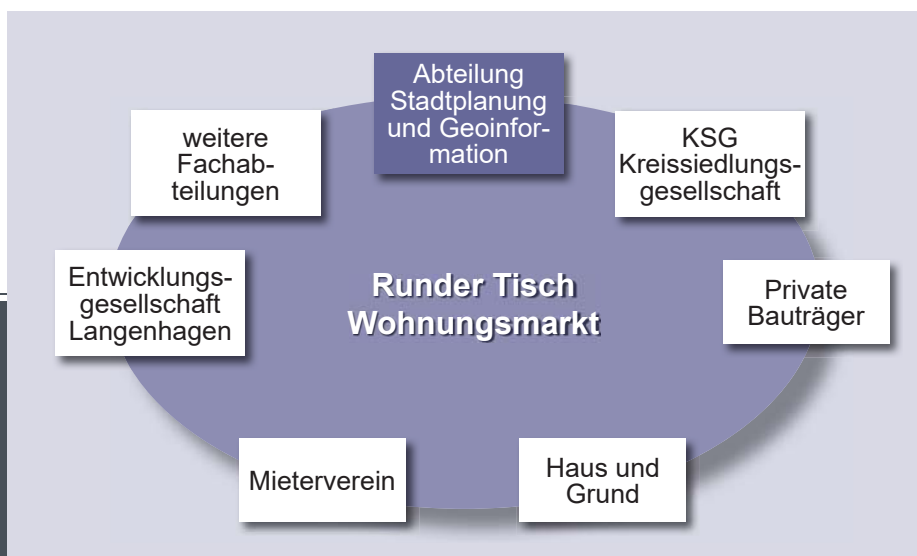 Abteilung
Stadtplanung
und Geoinfor-
mation
weitere
Fachab-
teilungen
KSG
Kreissiedlungs-
gesellschaft
Entwicklungs-
gesellschaft
Langenhagen
Runder Tisch
Wohnungsmarkt
Private
Bauträger
Mieterverein
Haus und
Grund